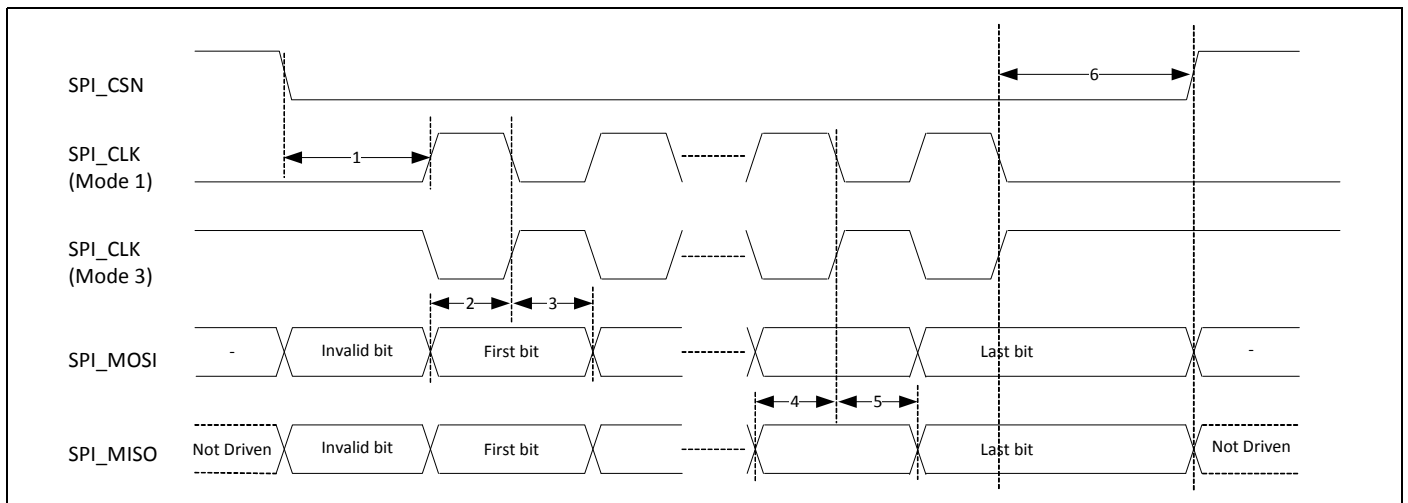 SPI_CSN
6
SPI_CLK
(Mode 1)
1
SPI_CLK
(Mode 3)
2 3
SPI_MOSI - Invalid bit First bit Last bit -
4 5
SPI_MISO Not Driven Invalid bit First bit Last bit Not Driven